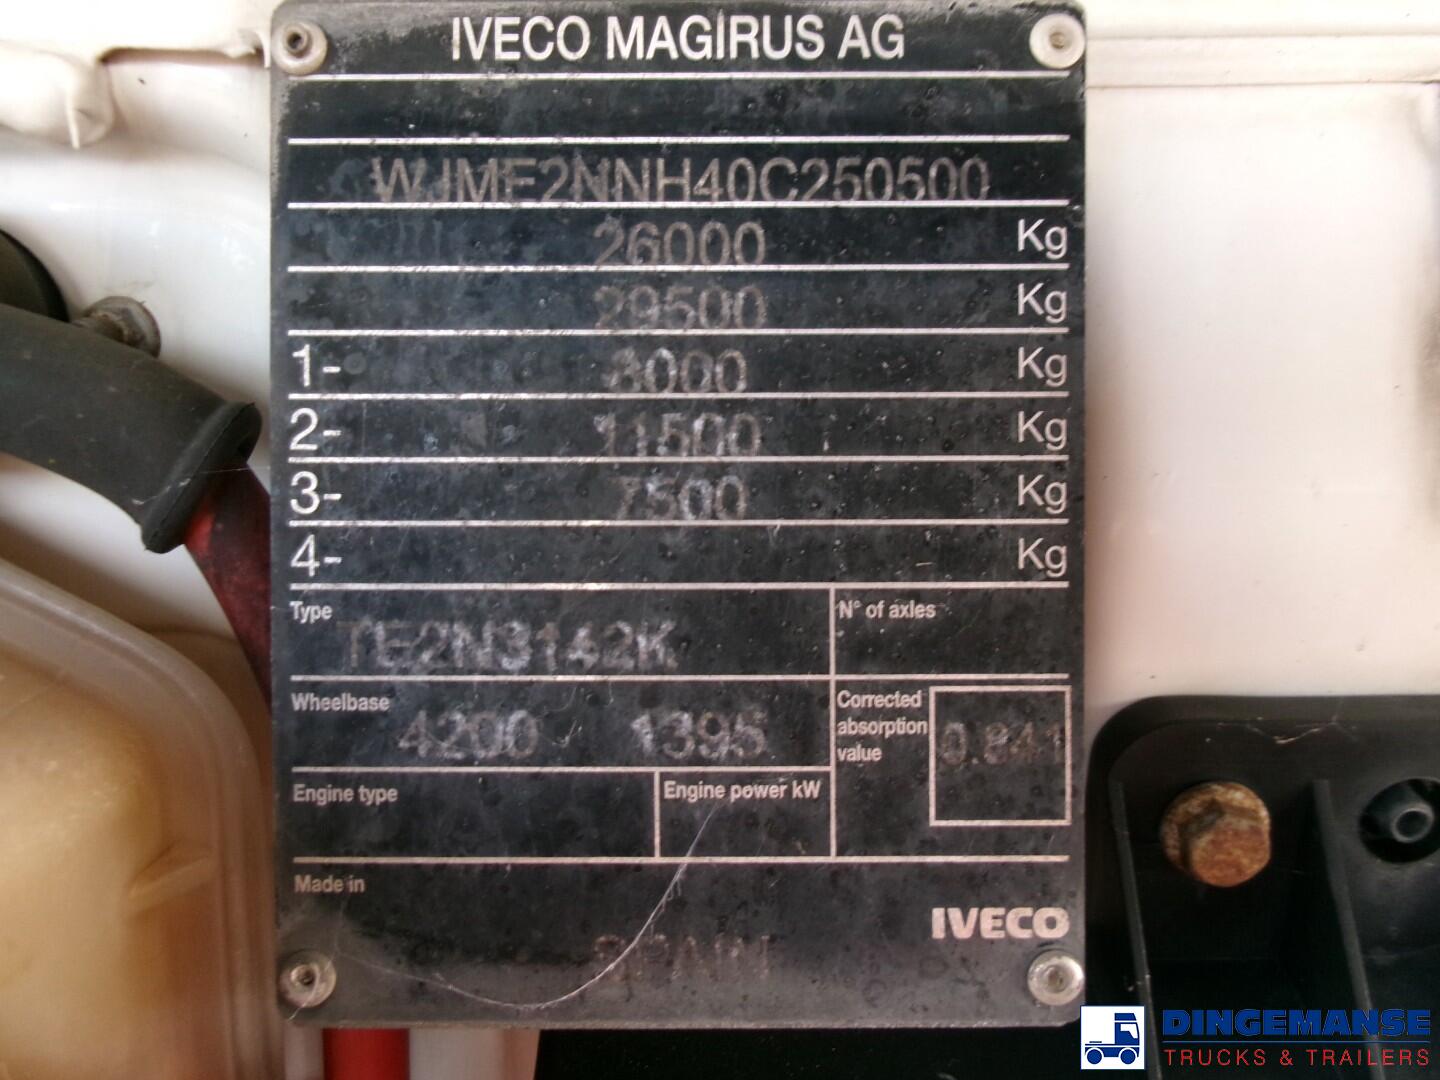 IVECO MAGIRUS AG
WJME2NNH40C250500
26000 Kg
29500 Kg
1- 8000 Kg
2- 11500 Kg
3- 7500 Kg
4- Kg
Type
N° of axles
TE2N3142K
Wheelbase
4200 1395
Corrected absorption value
0.841
Engine type
Engine power kW
Made in
SPAIN
IVECO
DINGEMANSE
TRUCKS & TRAILERS